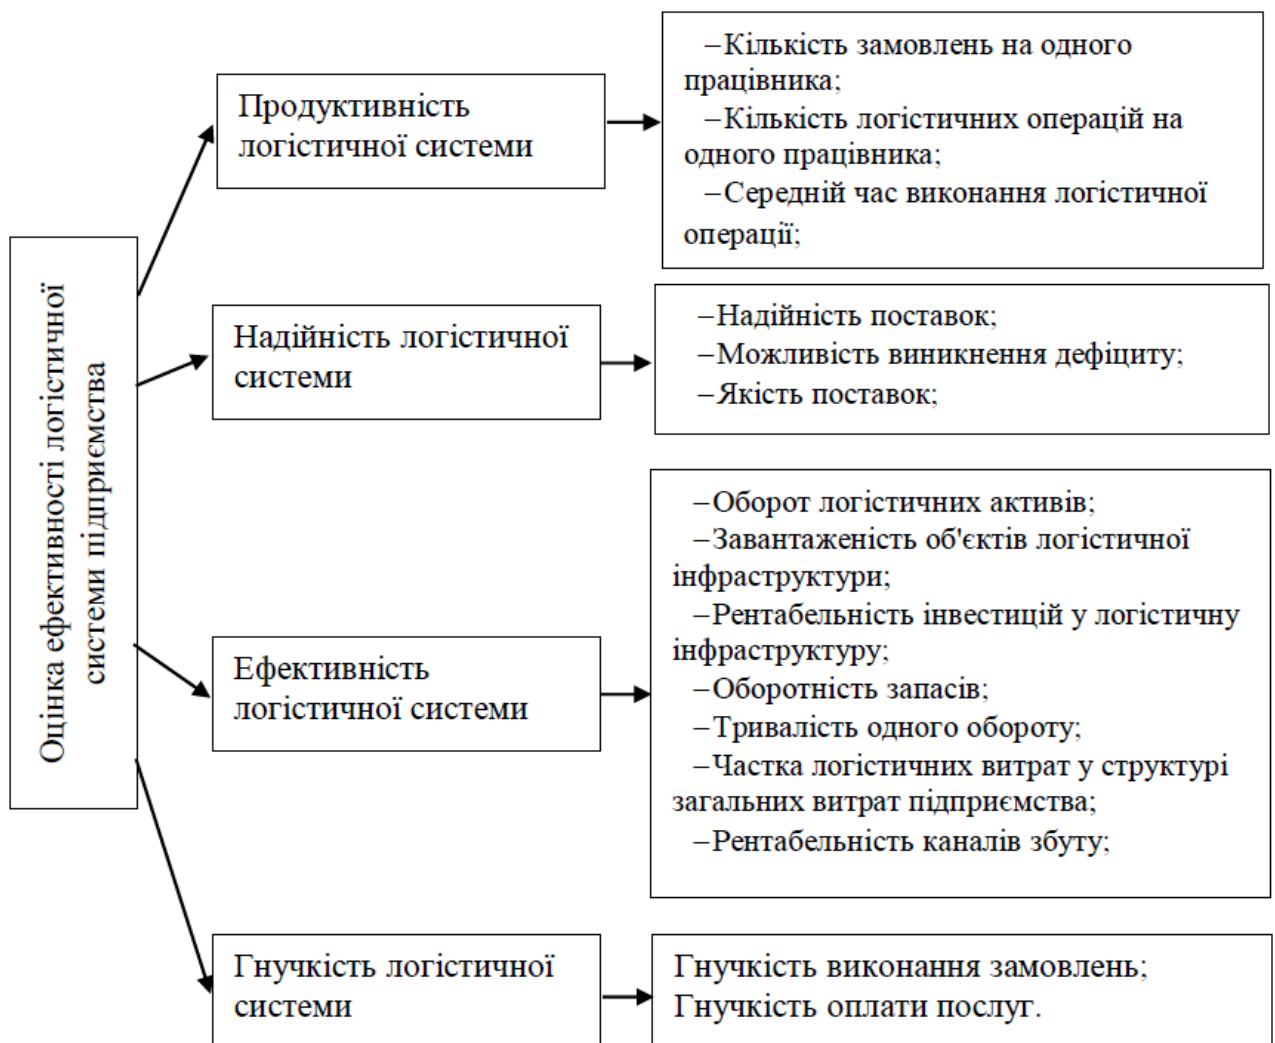 Оцінка ефективності логістичної
системи підприємства
Продуктивність
логістичної системи
–Кількість замовлень на одного
працівника;
–Кількість логістичних операцій на
одного працівника;
–Середній час виконання логістичної
операції;
Надійність логістичної
системи
–Надійність поставок;
–Можливість виникнення дефіциту;
–Якість поставок;
Ефективність
логістичної системи
–Оборот логістичних активів;
–Завантаженість об'єктів логістичної
інфраструктури;
–Рентабельність інвестицій у логістичну
інфраструктуру;
–Оборотність запасів;
–Тривалість одного обороту;
–Частка логістичних витрат у структурі
загальних витрат підприємства;
–Рентабельність каналів збуту;
Гнучкість логістичної
системи
Гнучкість виконання замовлень;
Гнучкість оплати послуг.